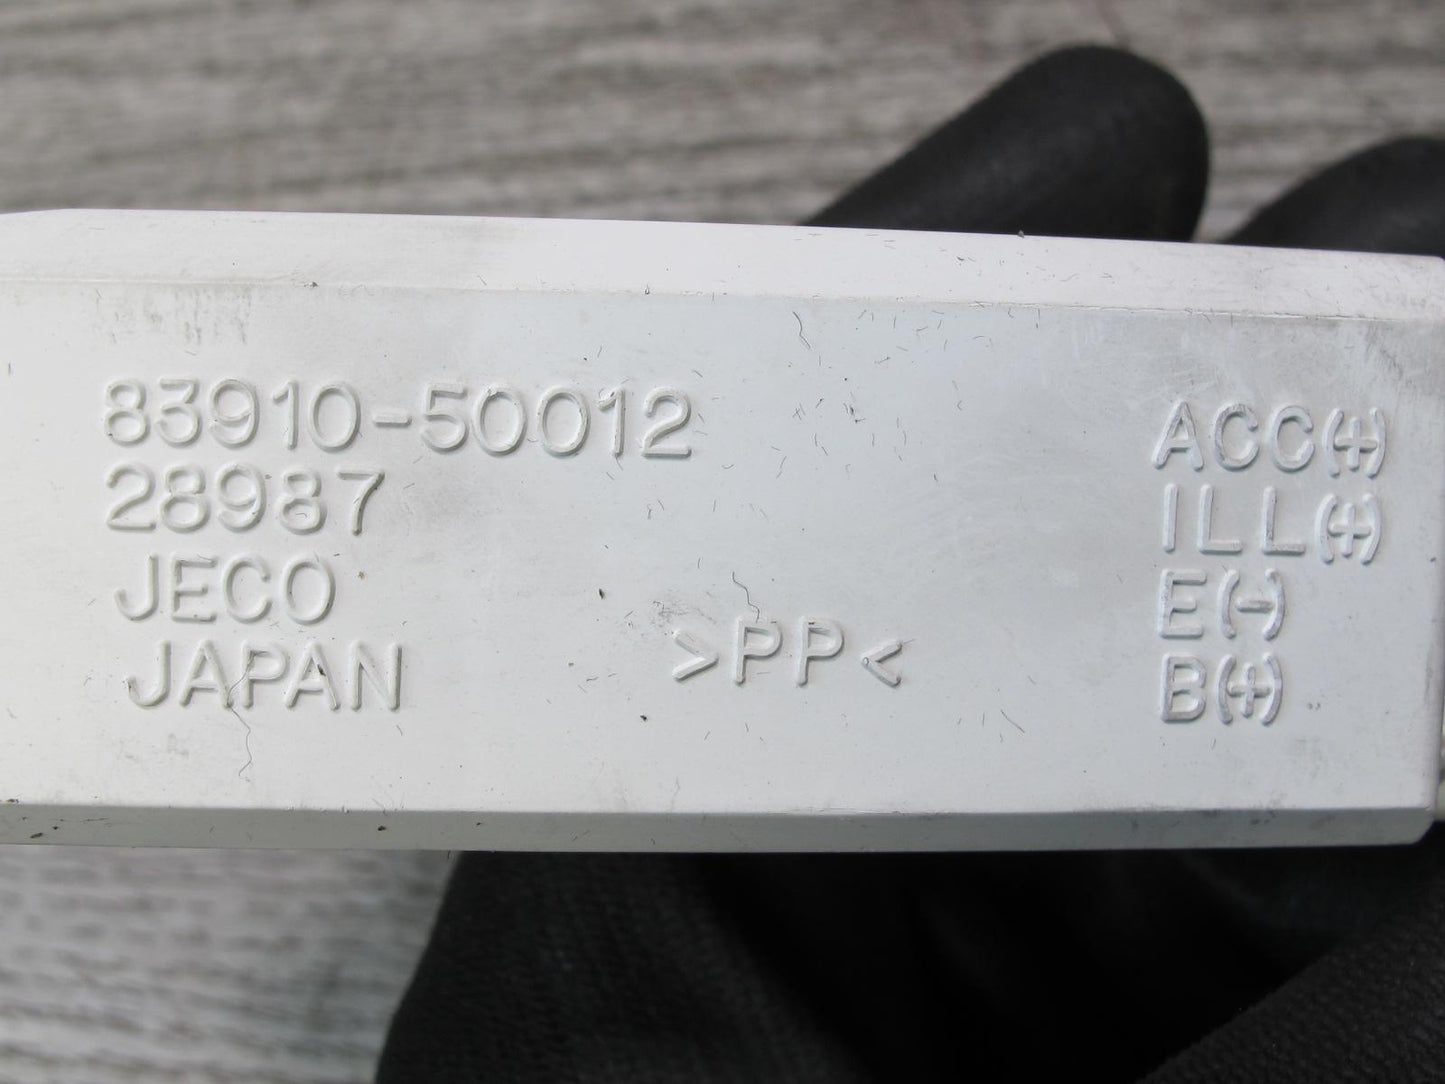 83910-50012
28987
JECO
JAPAN
>PP<
ACC(+)
ILL(+)
E(-)
B(+)